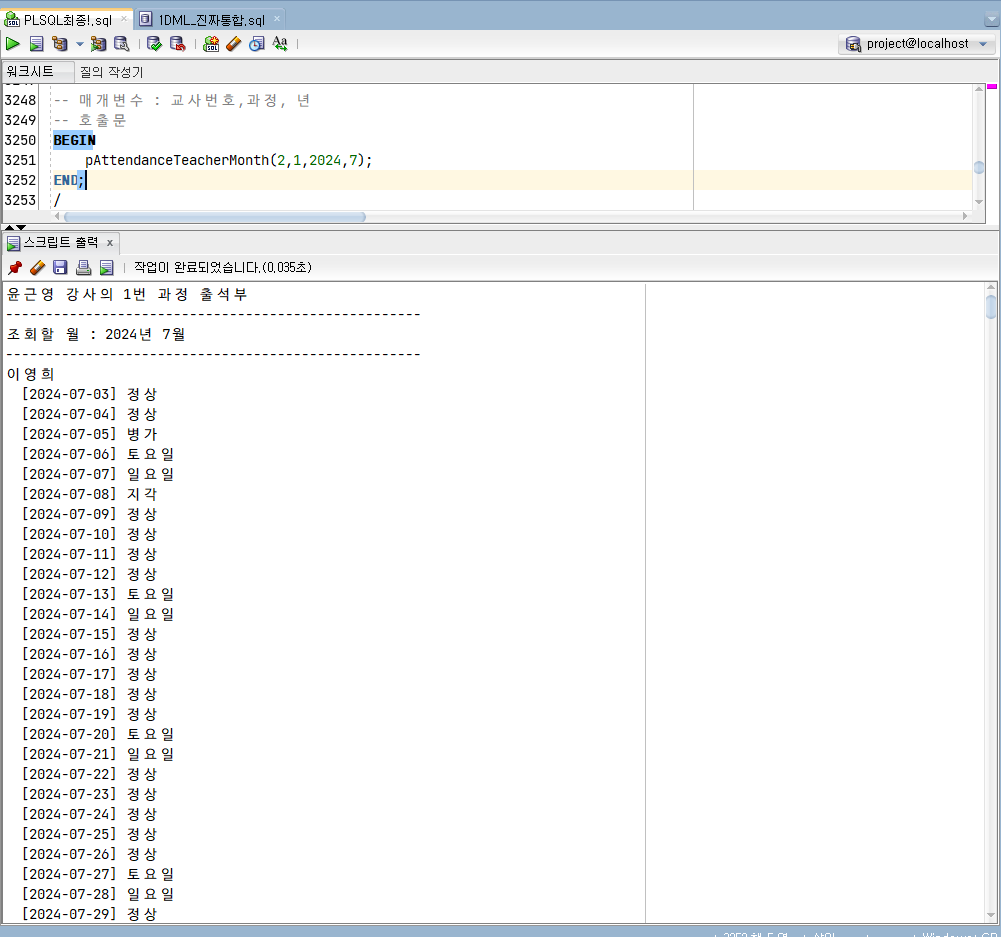 PLSQL최종!.sql × 1DML_진짜통합.sql ×
project@localhost
워크시트 질의 작성기
3248 -- 매개변수 : 교사번호,과정, 년
3249 -- 호출문
3250 BEGIN
3251 pAttendanceTeacherMonth(2,1,2024,7);
3252 END;
3253 /
스크립트 출력 ×
작업이 완료되었습니다.(0.035초)
윤근영 강사의 1번 과정 출석부
-----------------------------------------------------
조회할 월 : 2024년 7월
-----------------------------------------------------
이영희
[2024-07-03] 정상
[2024-07-04] 정상
[2024-07-05] 병가
[2024-07-06] 토요일
[2024-07-07] 일요일
[2024-07-08] 지각
[2024-07-09] 정상
[2024-07-10] 정상
[2024-07-11] 정상
[2024-07-12] 정상
[2024-07-13] 토요일
[2024-07-14] 일요일
[2024-07-15] 정상
[2024-07-16] 정상
[2024-07-17] 정상
[2024-07-18] 정상
[2024-07-19] 정상
[2024-07-20] 토요일
[2024-07-21] 일요일
[2024-07-22] 정상
[2024-07-23] 정상
[2024-07-24] 정상
[2024-07-25] 정상
[2024-07-26] 정상
[2024-07-27] 토요일
[2024-07-28] 일요일
[2024-07-29] 정상